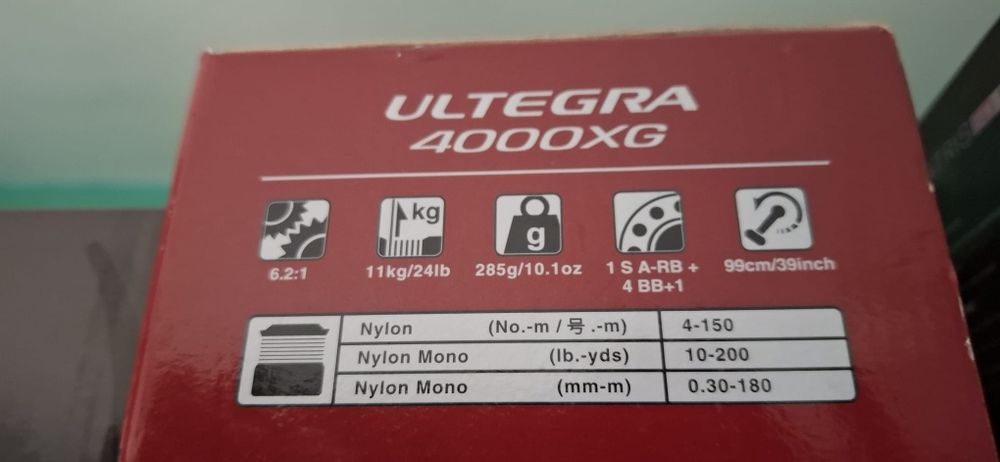 ULTEGRA
4000XG
kg
g
6.2:1
11kg/24lb
285g/10.1oz
1 S A-RB +
4 BB+1
99cm/39inch
Nylon (No.-m / 号.-m) 4-150
Nylon Mono (lb.-yds) 10-200
Nylon Mono (mm-m) 0.30-180